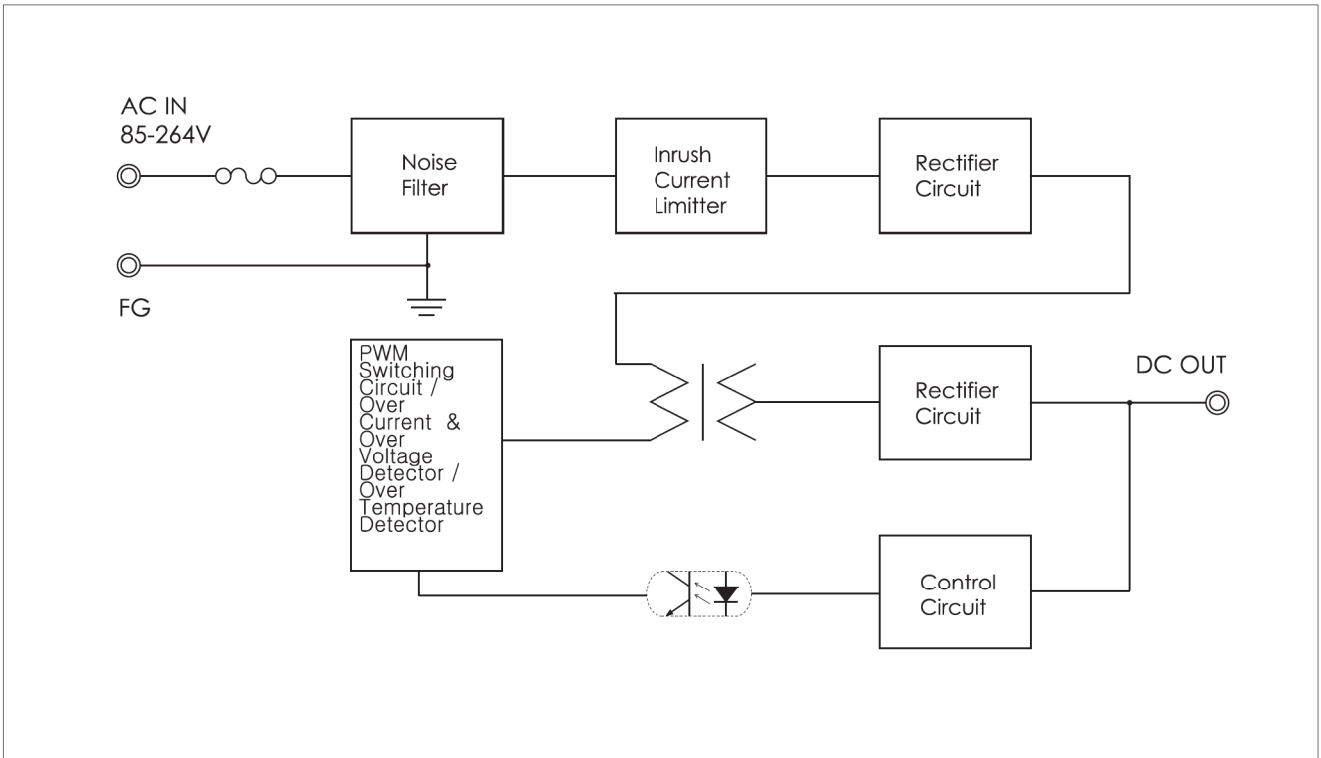 AC IN
85-264V
Noise
Filter
Inrush
Current
Limitter
Rectifier
Circuit
FG
PWM
Switching
Circuit /
Over
Current &
Over
Voltage
Detector /
Over
Temperature
Detector
Rectifier
Circuit
DC OUT
Control
Circuit